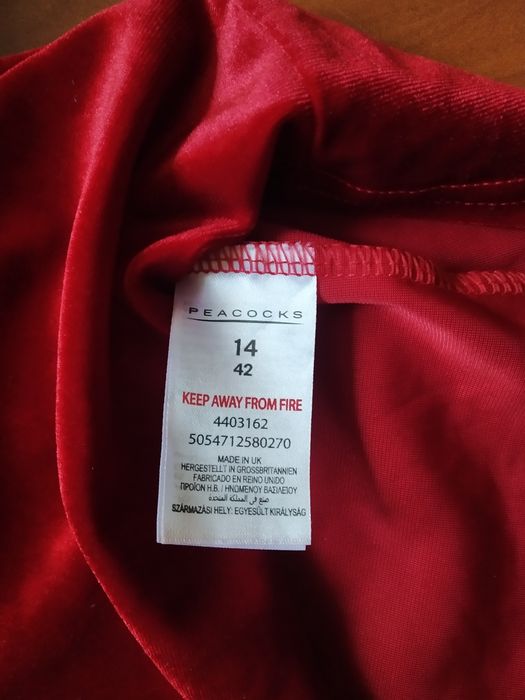 PEACOCKS
14
42
KEEP AWAY FROM FIRE
4403162
5054712580270
MADE IN UK
HERGESTELLT IN GROSSBRITANNIEN
FABRICADO EN REINO UNIDO
ΠΡΟΪΟΝ Η.Β. / ΗΝΩΜΕΝΟΥ ΒΑΣΙΛΕΙΟΥ
صنع في المملكة المتحدة
SZÁRMAZÁSI HELY: EGYESÜLT KIRÁLYSÁG